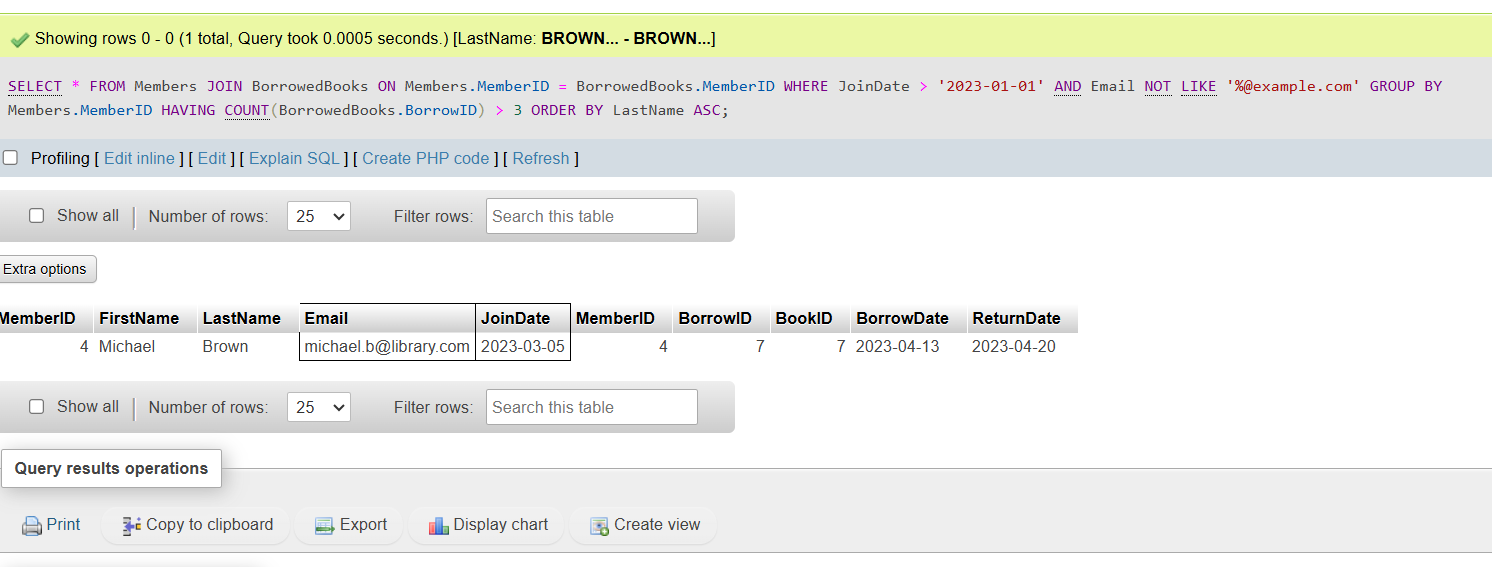 Showing rows 0 - 0 (1 total, Query took 0.0005 seconds.) [LastName: BROWN... - BROWN...]
SELECT * FROM Members JOIN BorrowedBooks ON Members.MemberID = BorrowedBooks.MemberID WHERE JoinDate > '2023-01-01' AND Email NOT LIKE '%@example.com' GROUP BY
Members.MemberID HAVING COUNT(BorrowedBooks.BorrowID) > 3 ORDER BY LastName ASC;
Profiling [ Edit inline ] [ Edit ] [ Explain SQL ] [ Create PHP code ] [ Refresh ]
Show all Number of rows: 25 Filter rows: Search this table
Extra options
MemberID FirstName LastName Email JoinDate MemberID BorrowID BookID BorrowDate ReturnDate
4 Michael Brown michael.b@library.com 2023-03-05 4 7 7 2023-04-13 2023-04-20
Show all Number of rows: 25 Filter rows: Search this table
Query results operations
Print Copy to clipboard Export Display chart Create view